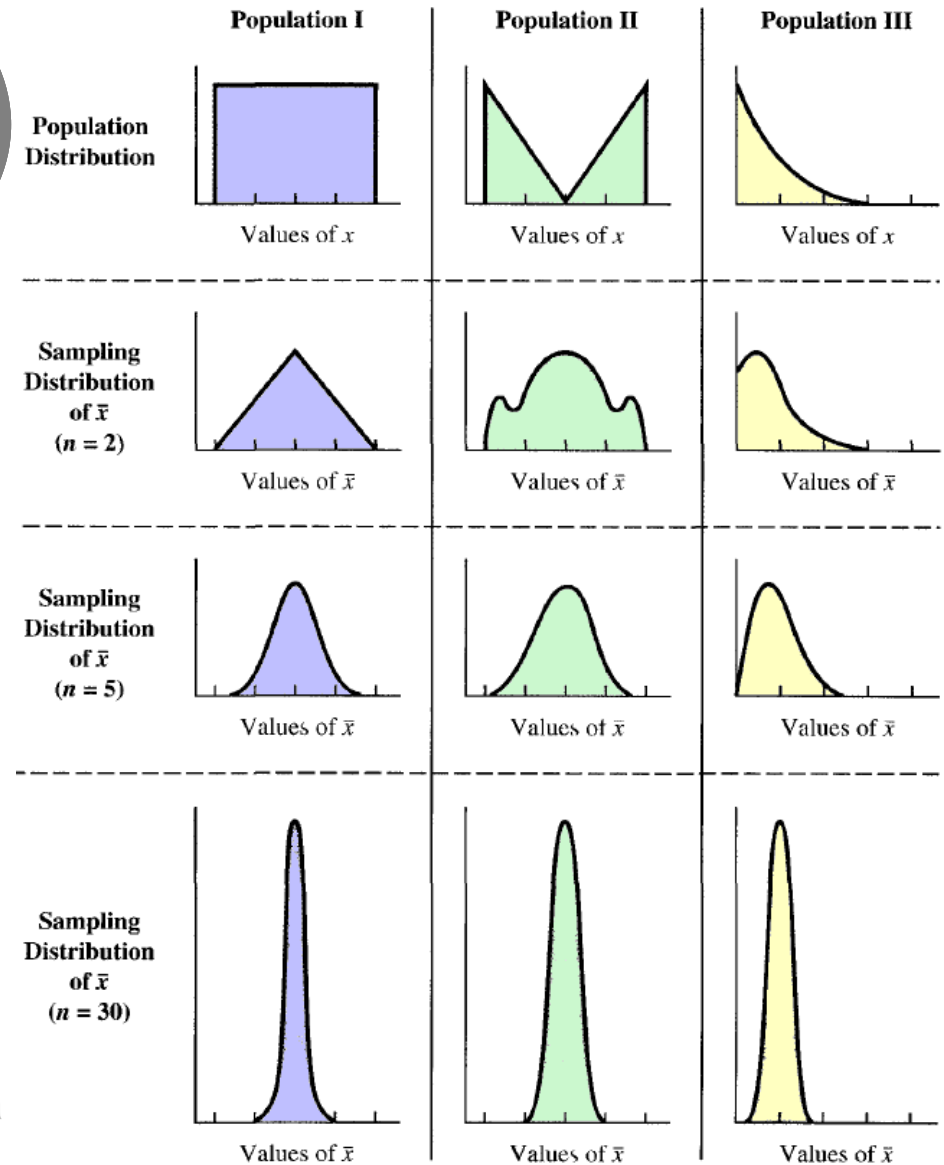 Population I
Population II
Population III
Population
Distribution
Values of x
Values of x
Values of x
Sampling
Distribution
of x̄
(n = 2)
Values of x̄
Values of x̄
Values of x̄
Sampling
Distribution
of x̄
(n = 5)
Values of x̄
Values of x̄
Values of x̄
Sampling
Distribution
of x̄
(n = 30)
Values of x̄
Values of x̄
Values of x̄